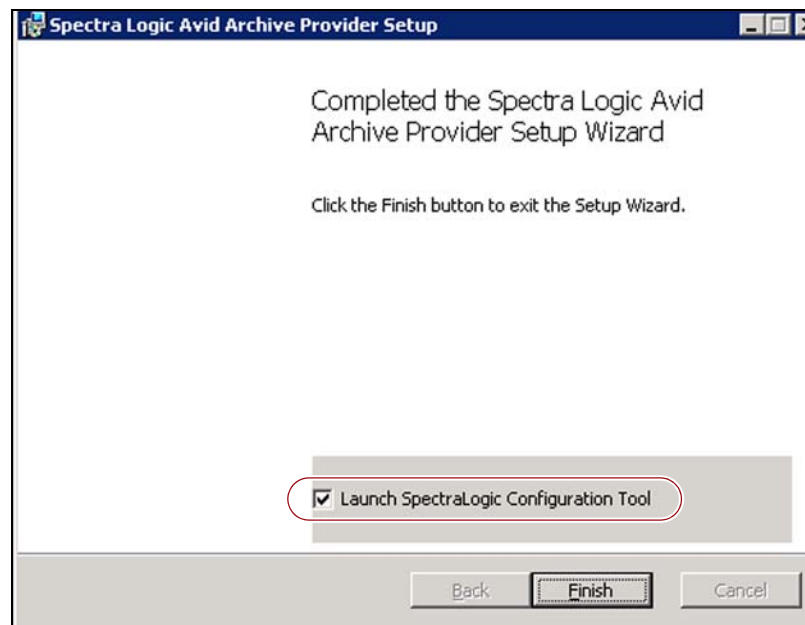 Spectra Logic Avid Archive Provider Setup
Completed the Spectra Logic Avid
Archive Provider Setup Wizard
Click the Finish button to exit the Setup Wizard.
Launch SpectraLogic Configuration Tool
Back
Finish
Cancel